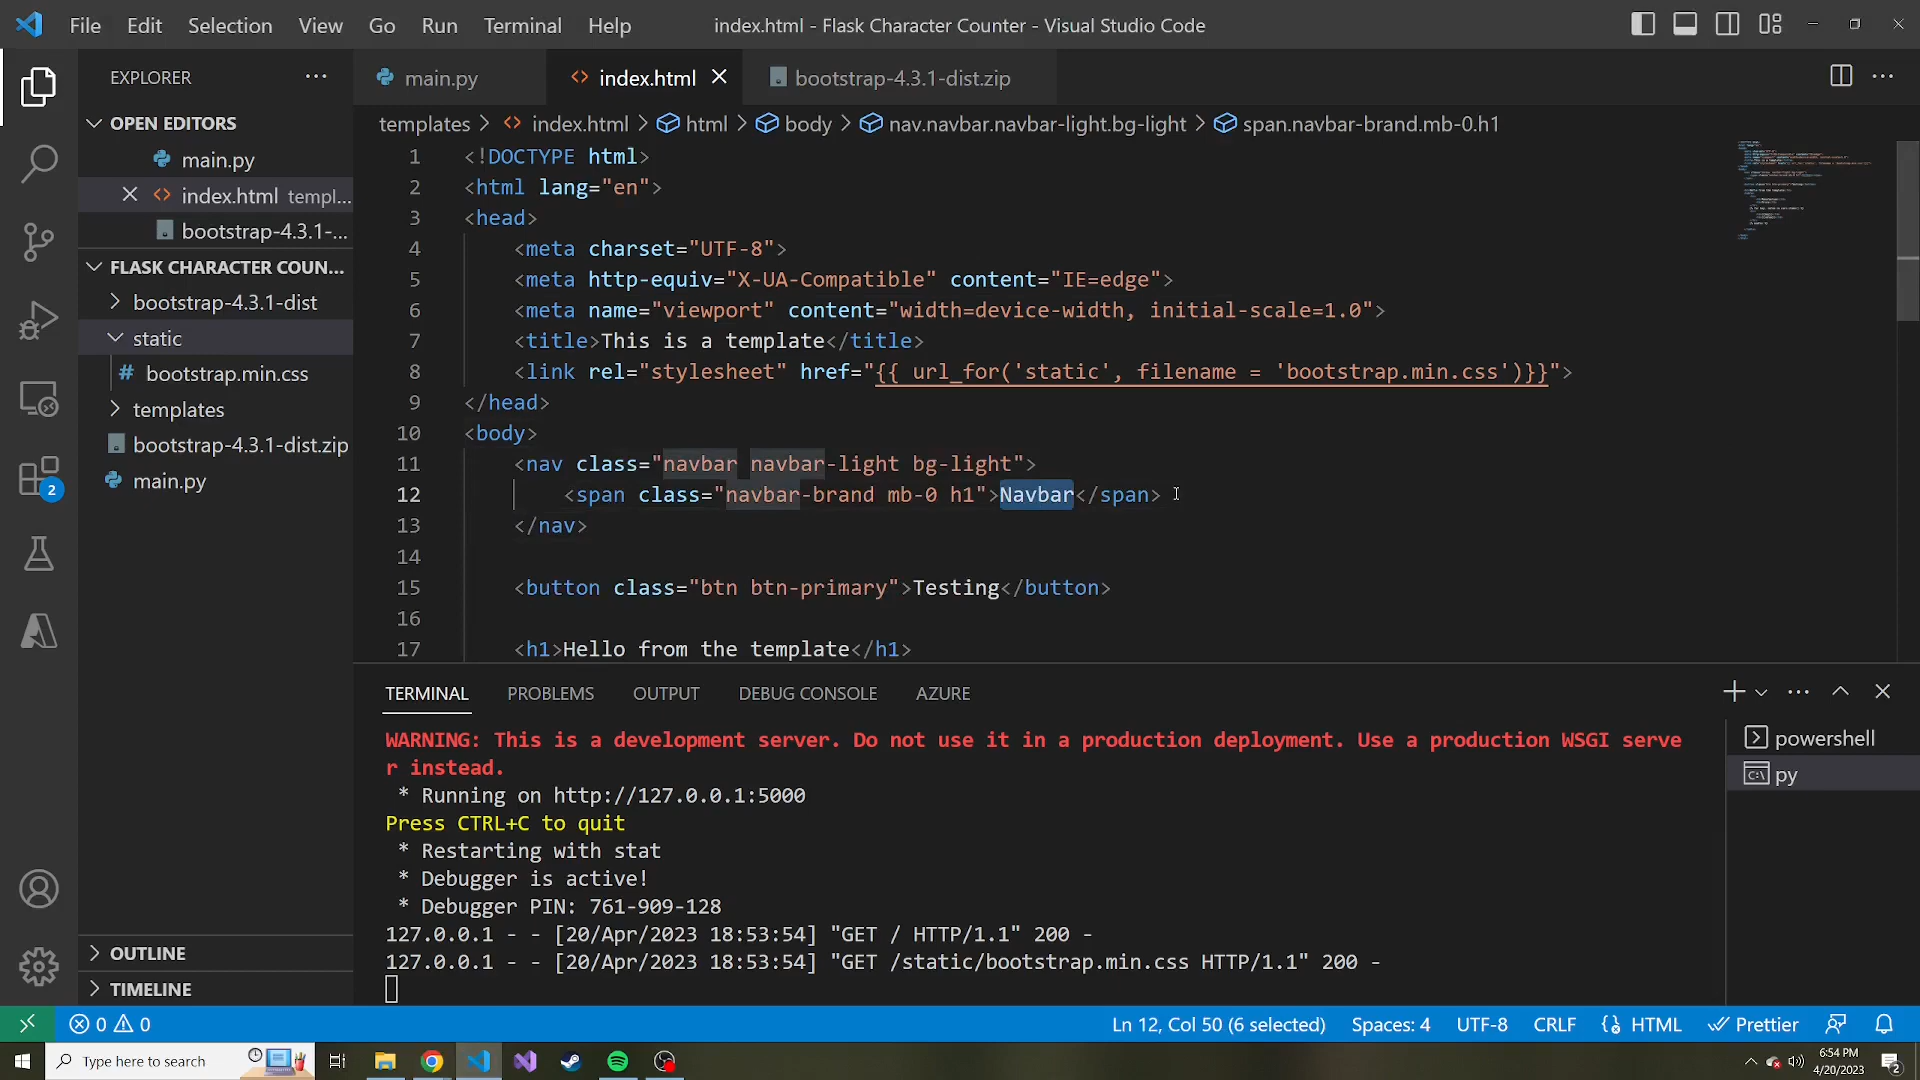 File Edit Selection View Go Run Terminal Help index.html - Flask Character Counter - Visual Studio Code
EXPLORER
main.py
index.html
bootstrap-4.3.1-dist.zip
OPEN EDITORS
main.py
index.html templ...
bootstrap-4.3.1-...
FLASK CHARACTER COUN...
bootstrap-4.3.1-dist
static
bootstrap.min.css
templates
bootstrap-4.3.1-dist.zip
main.py
OUTLINE
TIMELINE
2
templates > index.html > html > body > nav.navbar.navbar-light.bg-light > span.navbar-brand.mb-0.h1
1 <!DOCTYPE html>
2 <html lang="en">
3 <head>
4 <meta charset="UTF-8">
5 <meta http-equiv="X-UA-Compatible" content="IE=edge">
6 <meta name="viewport" content="width=device-width, initial-scale=1.0">
7 <title>This is a template</title>
8 <link rel="stylesheet" href="{{ url_for('static', filename = 'bootstrap.min.css')}}">
9 </head>
10 <body>
11 <nav class="navbar navbar-light bg-light">
12 <span class="navbar-brand mb-0 h1">Navbar</span>
13 </nav>
14
15 <button class="btn btn-primary">Testing</button>
16
17 <h1>Hello from the template</h1>
TERMINAL PROBLEMS OUTPUT DEBUG CONSOLE AZURE
WARNING: This is a development server. Do not use it in a production deployment. Use a production WSGI serve
r instead.
* Running on http://127.0.0.1:5000
Press CTRL+C to quit
* Restarting with stat
* Debugger is active!
* Debugger PIN: 761-909-128
127.0.0.1 - - [20/Apr/2023 18:53:54] "GET / HTTP/1.1" 200 -
127.0.0.1 - - [20/Apr/2023 18:53:54] "GET /static/bootstrap.min.css HTTP/1.1" 200 -
powershell
py
0 0 Ln 12, Col 50 (6 selected) Spaces: 4 UTF-8 CRLF HTML Prettier
Type here to search
6:54 PM
4/20/2023
2